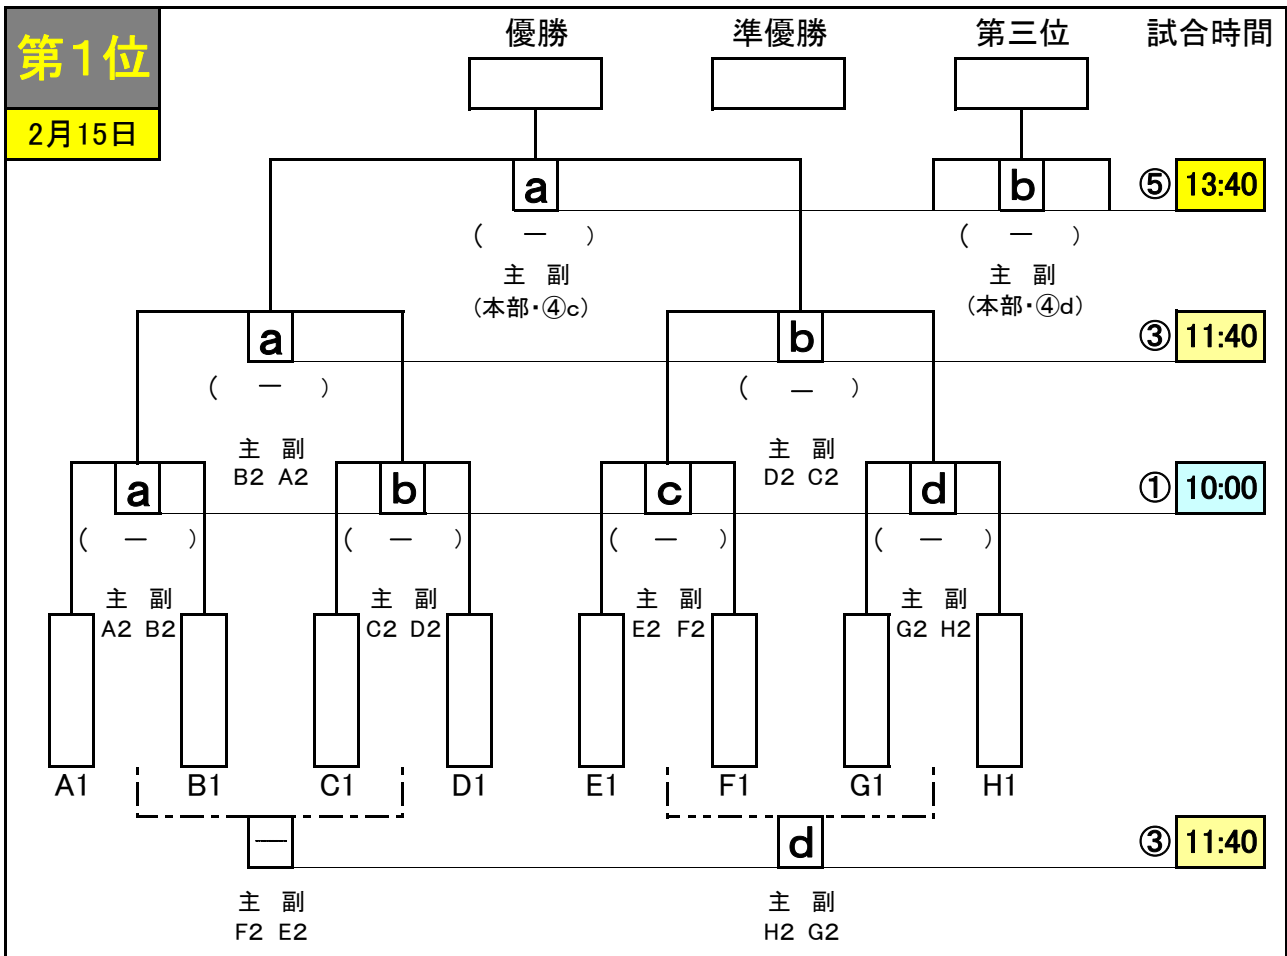 第1位
2月15日
優勝 準優勝 第三位 試合時間
a b ⑤ 13:40
( ー ) ( ー )
主 副 主 副
(本部・④c) (本部・④d)
a b ③ 11:40
( ー ) ( ー )
主 副 主 副
B2 A2 D2 C2
a b c d ① 10:00
( ー ) ( ー ) ( ー ) ( ー )
主 副 主 副 主 副 主 副
A2 B2 C2 D2 E2 F2 G2 H2
A1 B1 C1 D1 E1 F1 G1 H1
― d ③ 11:40
主 副 主 副
F2 E2 H2 G2